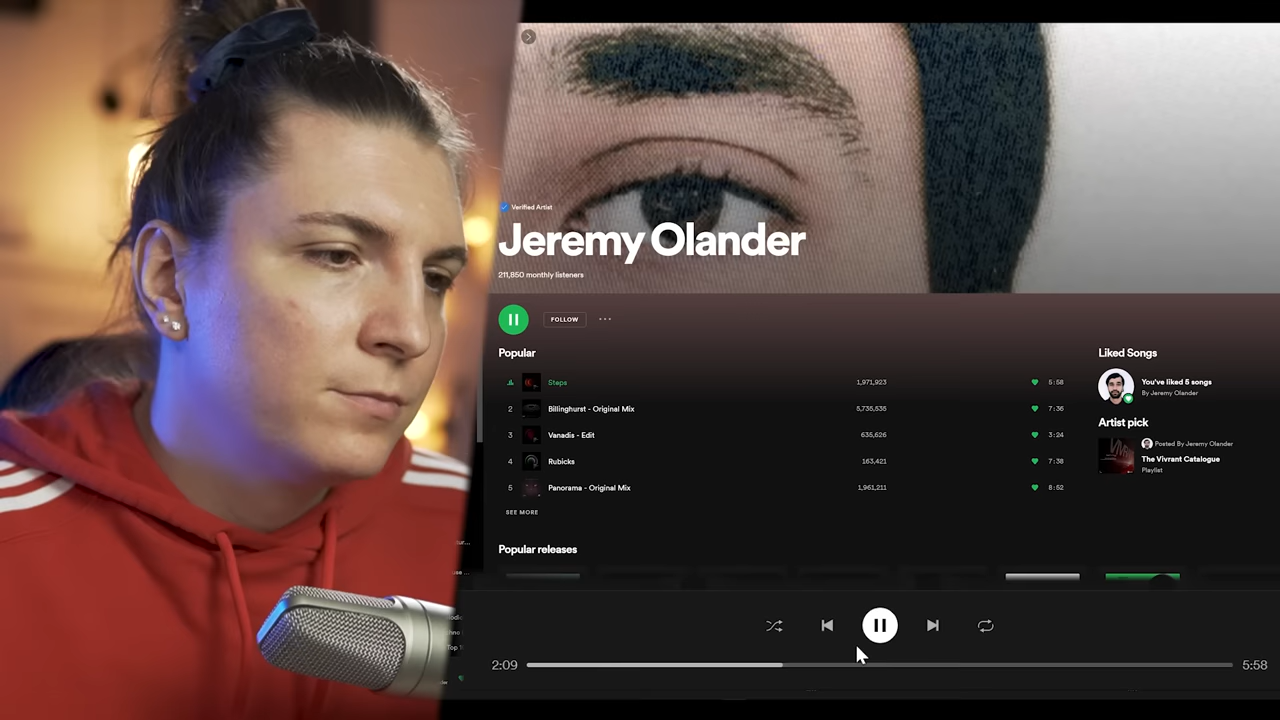 Verified Artist
Jeremy Olander
211,850 monthly listeners
FOLLOW
Popular
Liked Songs
Steps 1,971,923 5:58
You've liked 5 songs
By Jeremy Olander
2 Billinghurst - Original Mix 5,735,535 7:36
Artist pick
3 Vanadis - Edit 635,626 3:24
Posted By Jeremy Olander
The Vivrant Catalogue
Playlist
4 Rubicks 163,421 7:38
5 Panorama - Original Mix 1,961,211 8:52
SEE MORE
Popular releases
2:09 5:58